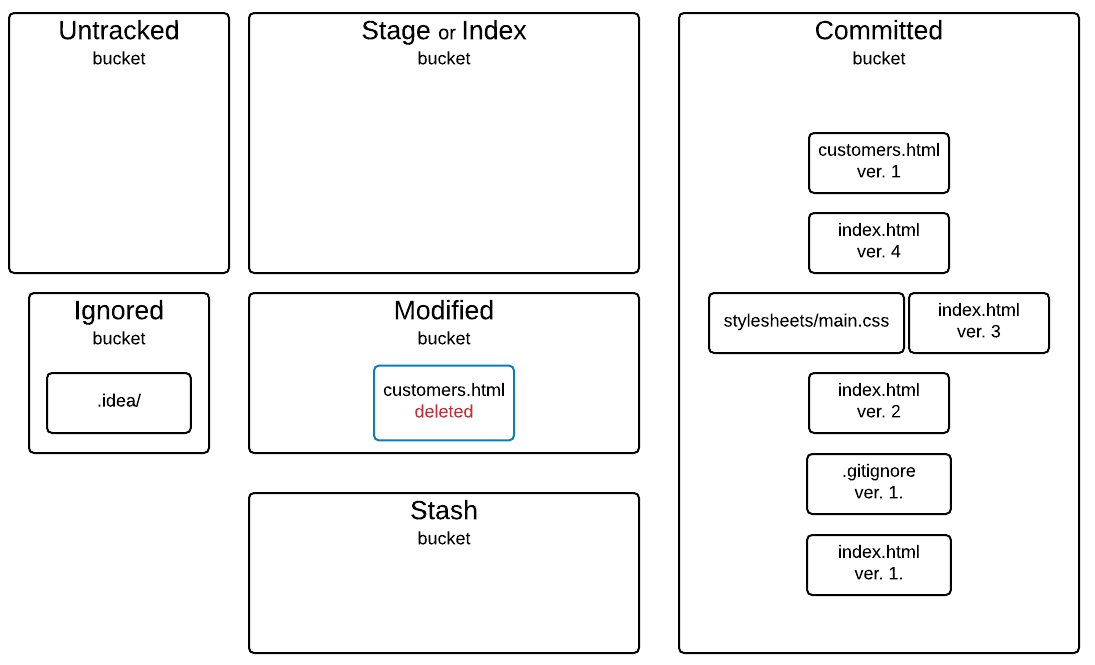 Untracked
bucket
Stage or Index
bucket
Committed
bucket
customers.html
ver. 1
index.html
ver. 4
stylesheets/main.css
index.html
ver. 3
index.html
ver. 2
.gitignore
ver. 1.
index.html
ver. 1.
Ignored
bucket
.idea/
Modified
bucket
customers.html
deleted
Stash
bucket